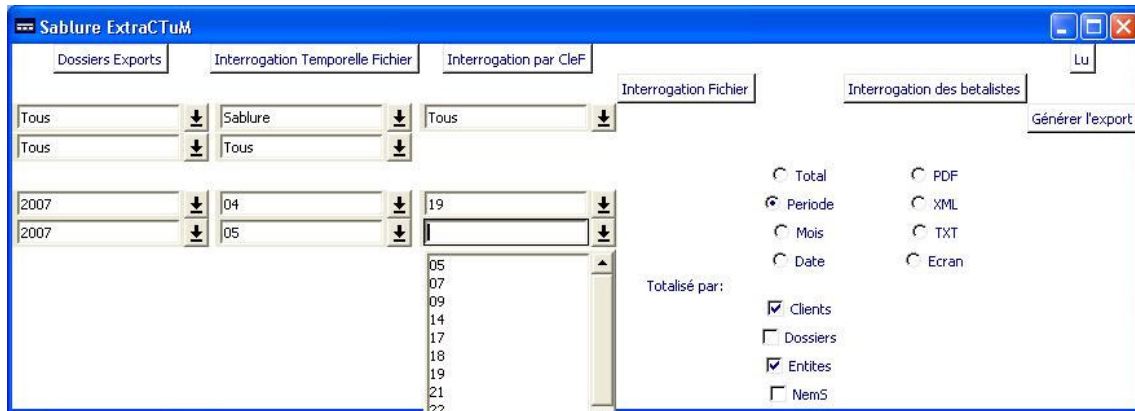 Sablure ExtraCTuM
Dossiers Exports Interrogation Temporelle Fichier Interrogation par CleF Lu
Interrogation Fichier Interrogation des betalistes
Tous Sablure Tous Générer l'export
Tous Tous
Total PDF
2007 04 19 Periode XML
2007 05 Mois TXT
05 Date Ecran
07
09 Totalisé par:
14 Clients
17
18 Dossiers
19 Entites
21 NemS
22